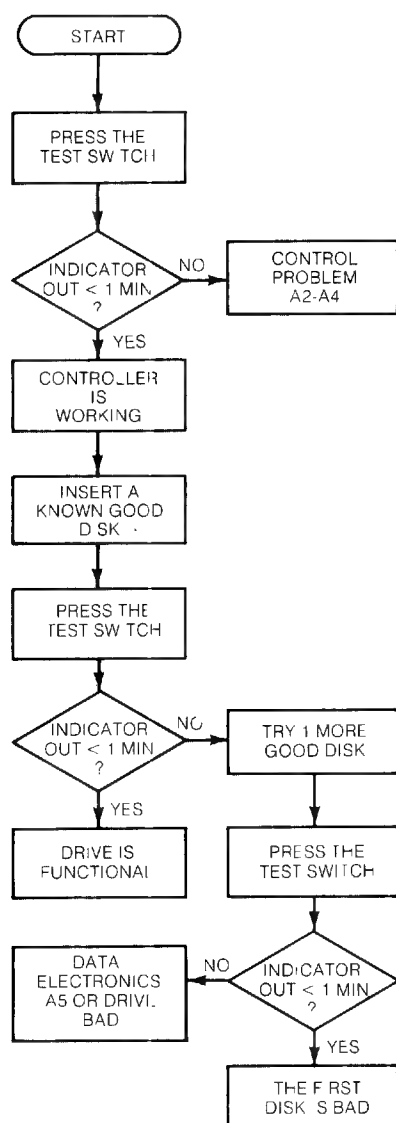 START
PRESS THE
TEST SW TCH
INDICATOR
OUT < 1 MIN
?
NO
CONTROL
PROBLEM
A2-A4
YES
CONTROLLER
IS
WORKING
INSERT A
KNOWN GOOD
D SK
PRESS THE
TEST SW TCH
INDICATOR
OUT < 1 MIN
?
NO
TRY 1 MORE
GOOD DISK
YES
DRIVE IS
FUNCTIONAL
PRESS THE
TEST SWITCH
INDICATOR
OUT < 1 MIN
?
NO
DATA
ELECTRONICS
A5 OR DRIVE
BAD
YES
THE F RST
DISK S BAD